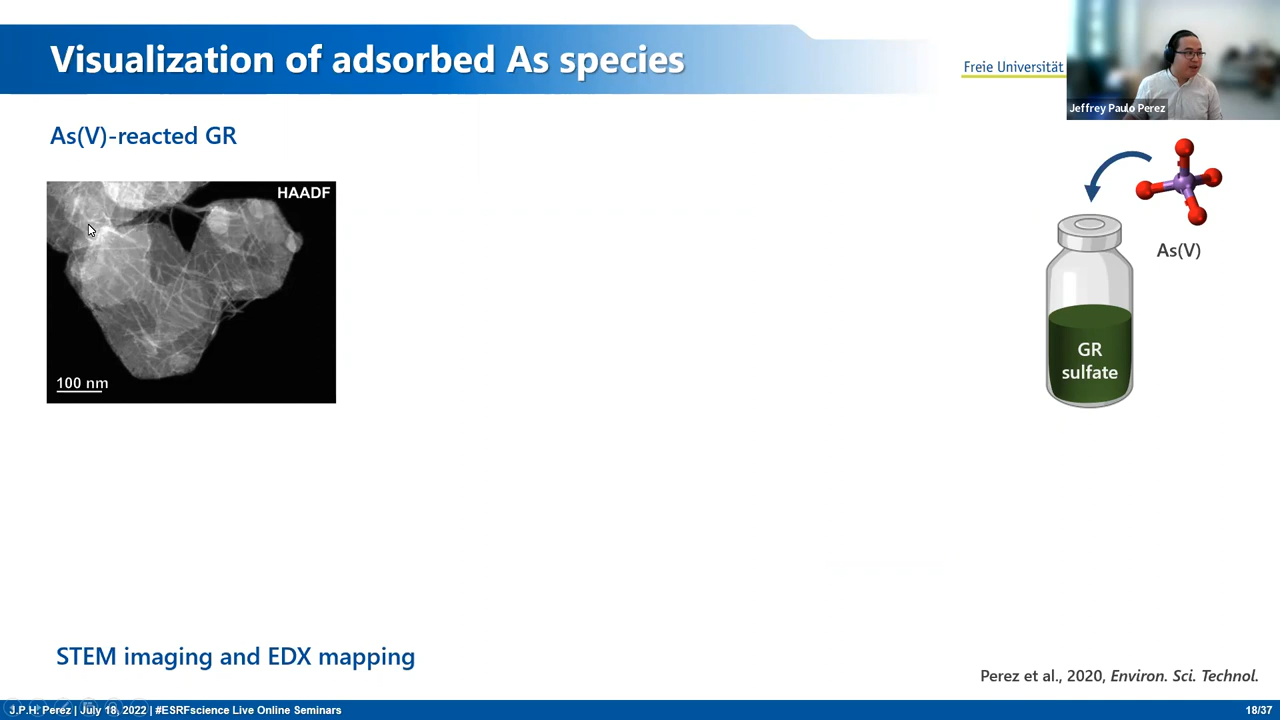 Visualization of adsorbed As species
Freie Universität
Jeffrey Paulo Perez
As(V)-reacted GR
HAADF
100 nm
As(V)
GR
sulfate
STEM imaging and EDX mapping
Perez et al., 2020, Environ. Sci. Technol.
J.P.H. Perez | July 18, 2022 | #ESRFscience Live Online Seminars
18/37